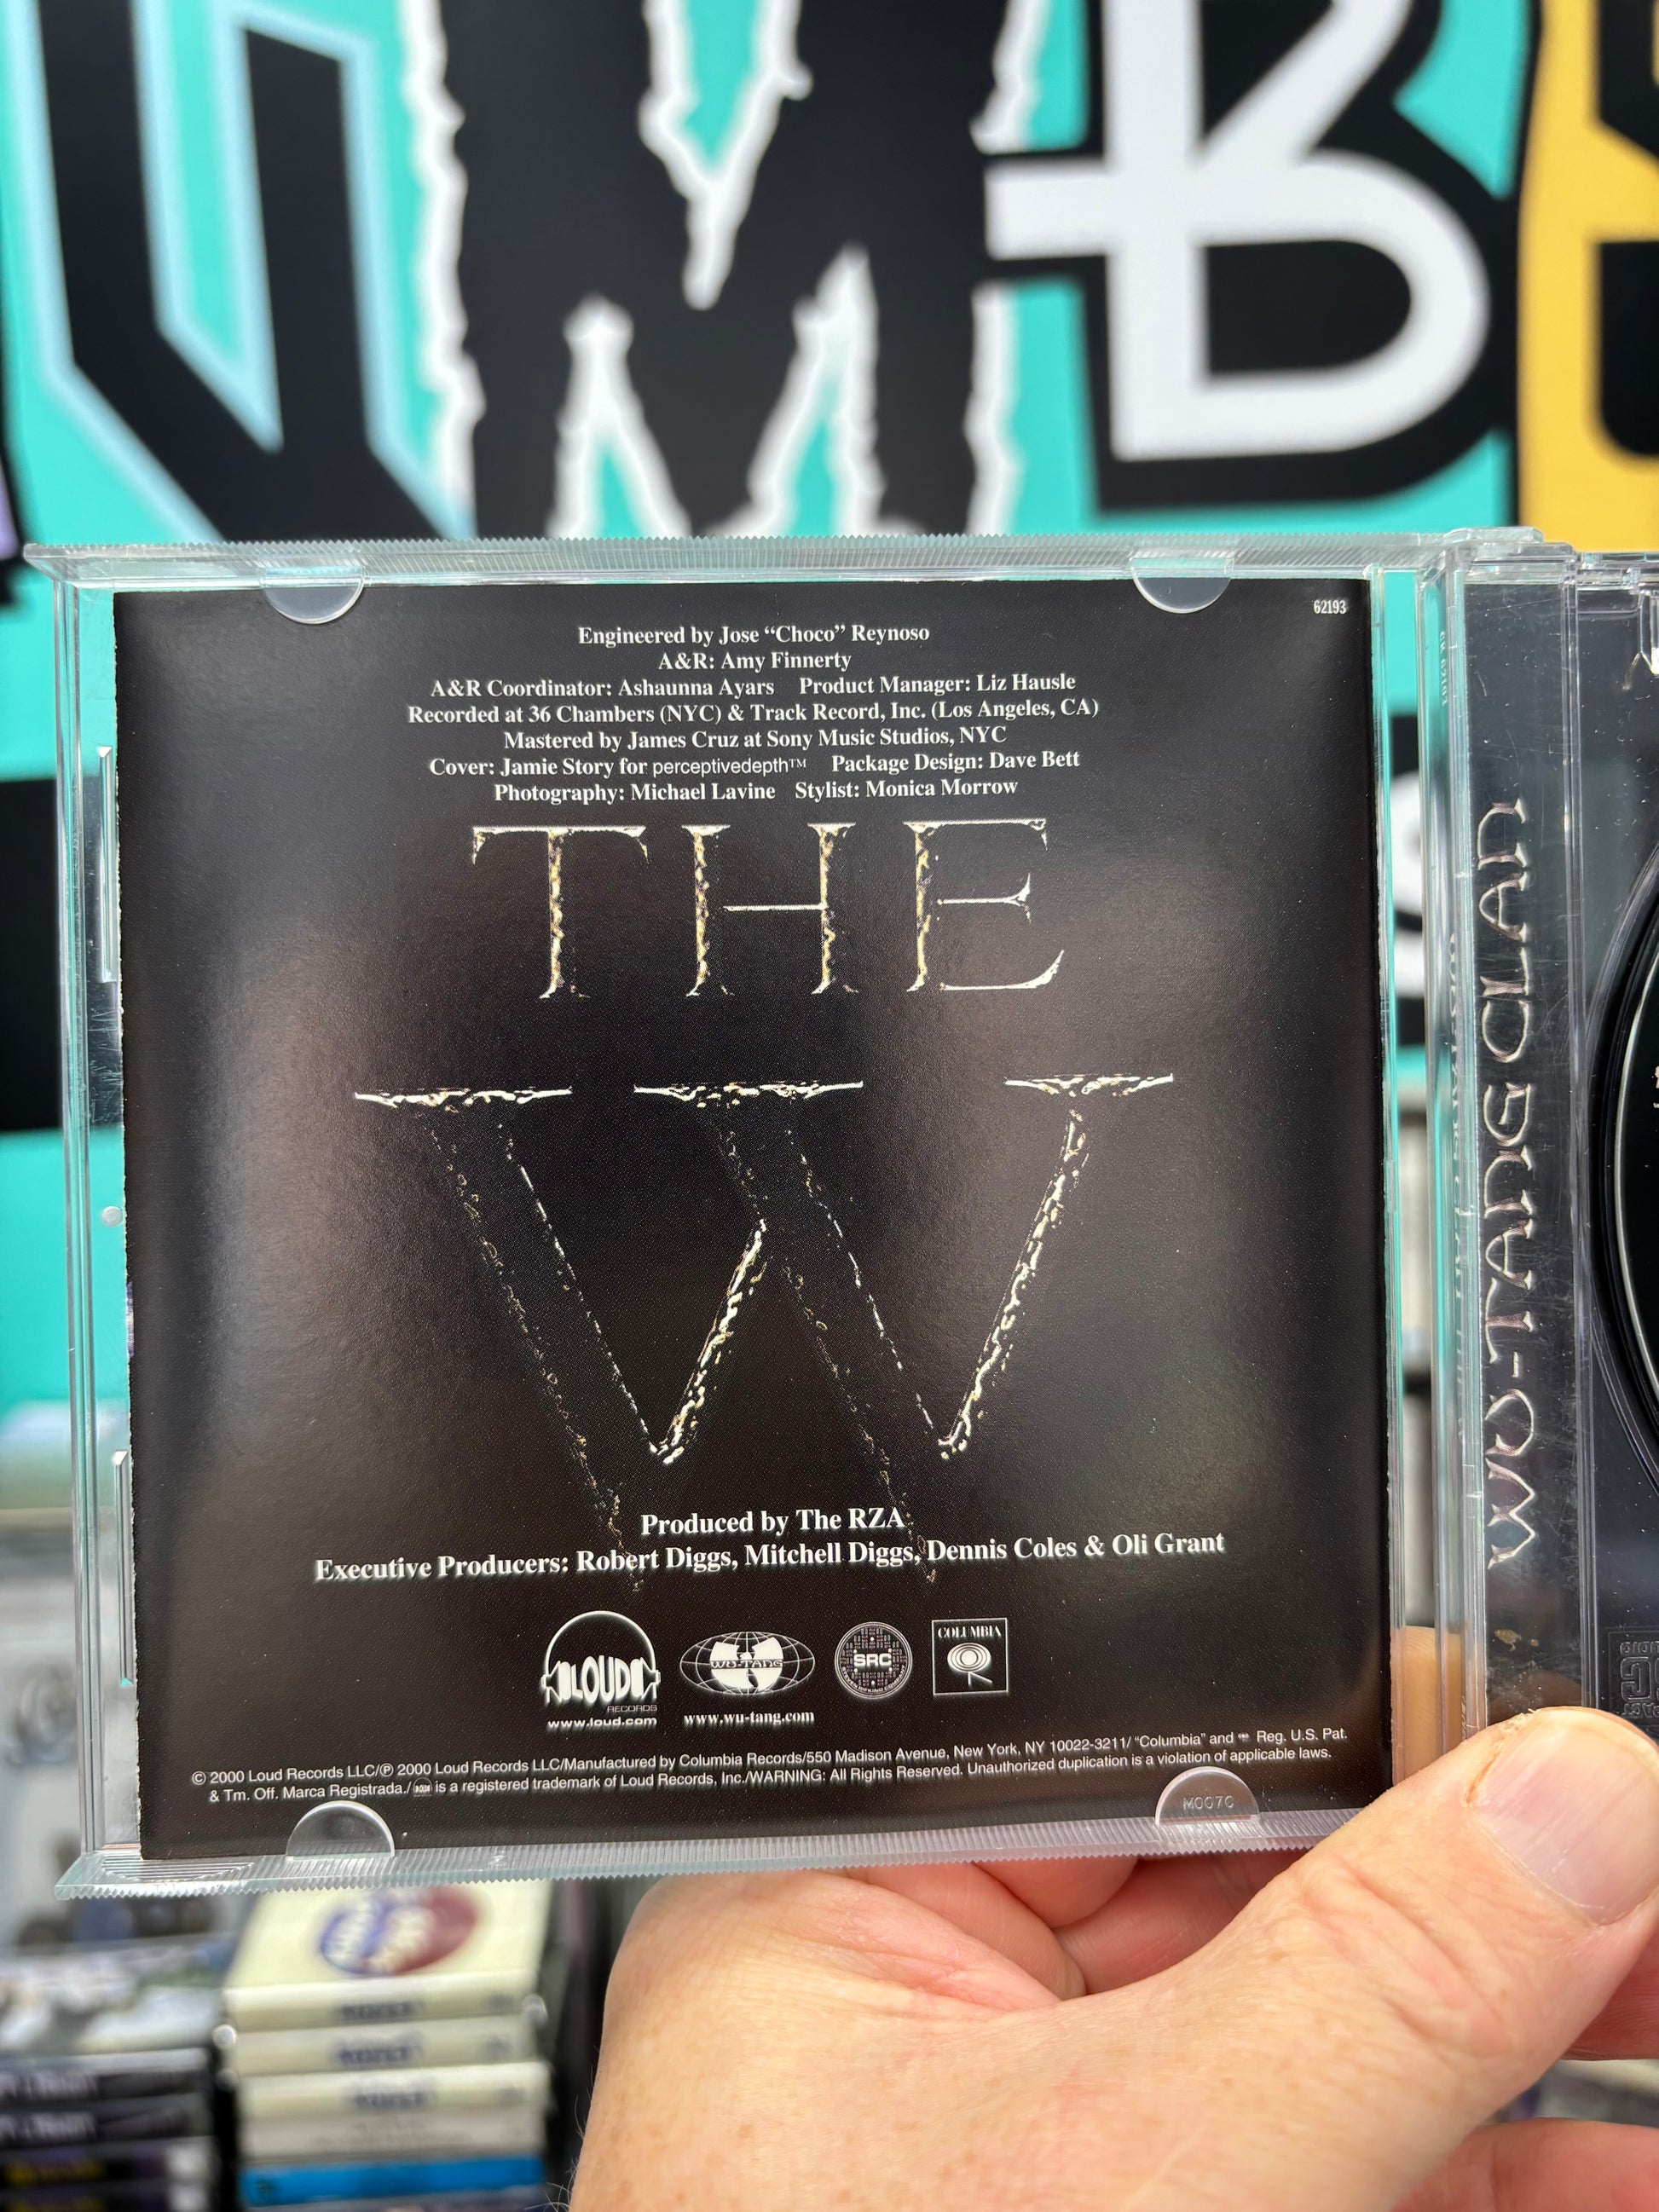 62193
Engineered by Jose “Choco” Reynoso
A&R: Amy Finnerty
A&R Coordinator: Ashaunna Ayars Product Manager: Liz Hausle
Recorded at 36 Chambers (NYC) & Track Record, Inc. (Los Angeles, CA)
Mastered by James Cruz at Sony Music Studios, NYC
Cover: Jamie Story for perceptivedepth™ Package Design: Dave Bett
Photography: Michael Lavine Stylist: Monica Morrow
THE
W
Produced by The RZA
Executive Producers: Robert Diggs, Mitchell Diggs, Dennis Coles & Oli Grant
LOUD
RECORDS
www.loud.com
WU-TANG
www.wu-tang.com
SRC
COLUMBIA
© 2000 Loud Records LLC/℗ 2000 Loud Records LLC/Manufactured by Columbia Records/550 Madison Avenue, New York, NY 10022-3211/ “Columbia” and Reg. U.S. Pat.
& Tm. Off. Marca Registrada./ is a registered trademark of Loud Records, Inc./WARNING: All Rights Reserved. Unauthorized duplication is a violation of applicable laws.
M007C
WU-TANG CLAN